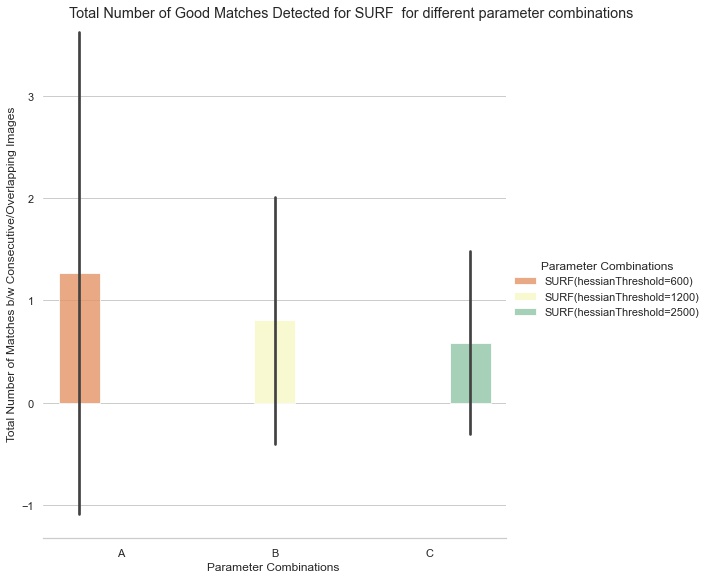 Total Number of Good Matches Detected for SURF  for different parameter combinations
Total Number of Matches b/w Consecutive/Overlapping Images
3
2
1
0
−1
A
B
C
Parameter Combinations
Parameter Combinations
SURF(hessianThreshold=600)
SURF(hessianThreshold=1200)
SURF(hessianThreshold=2500)